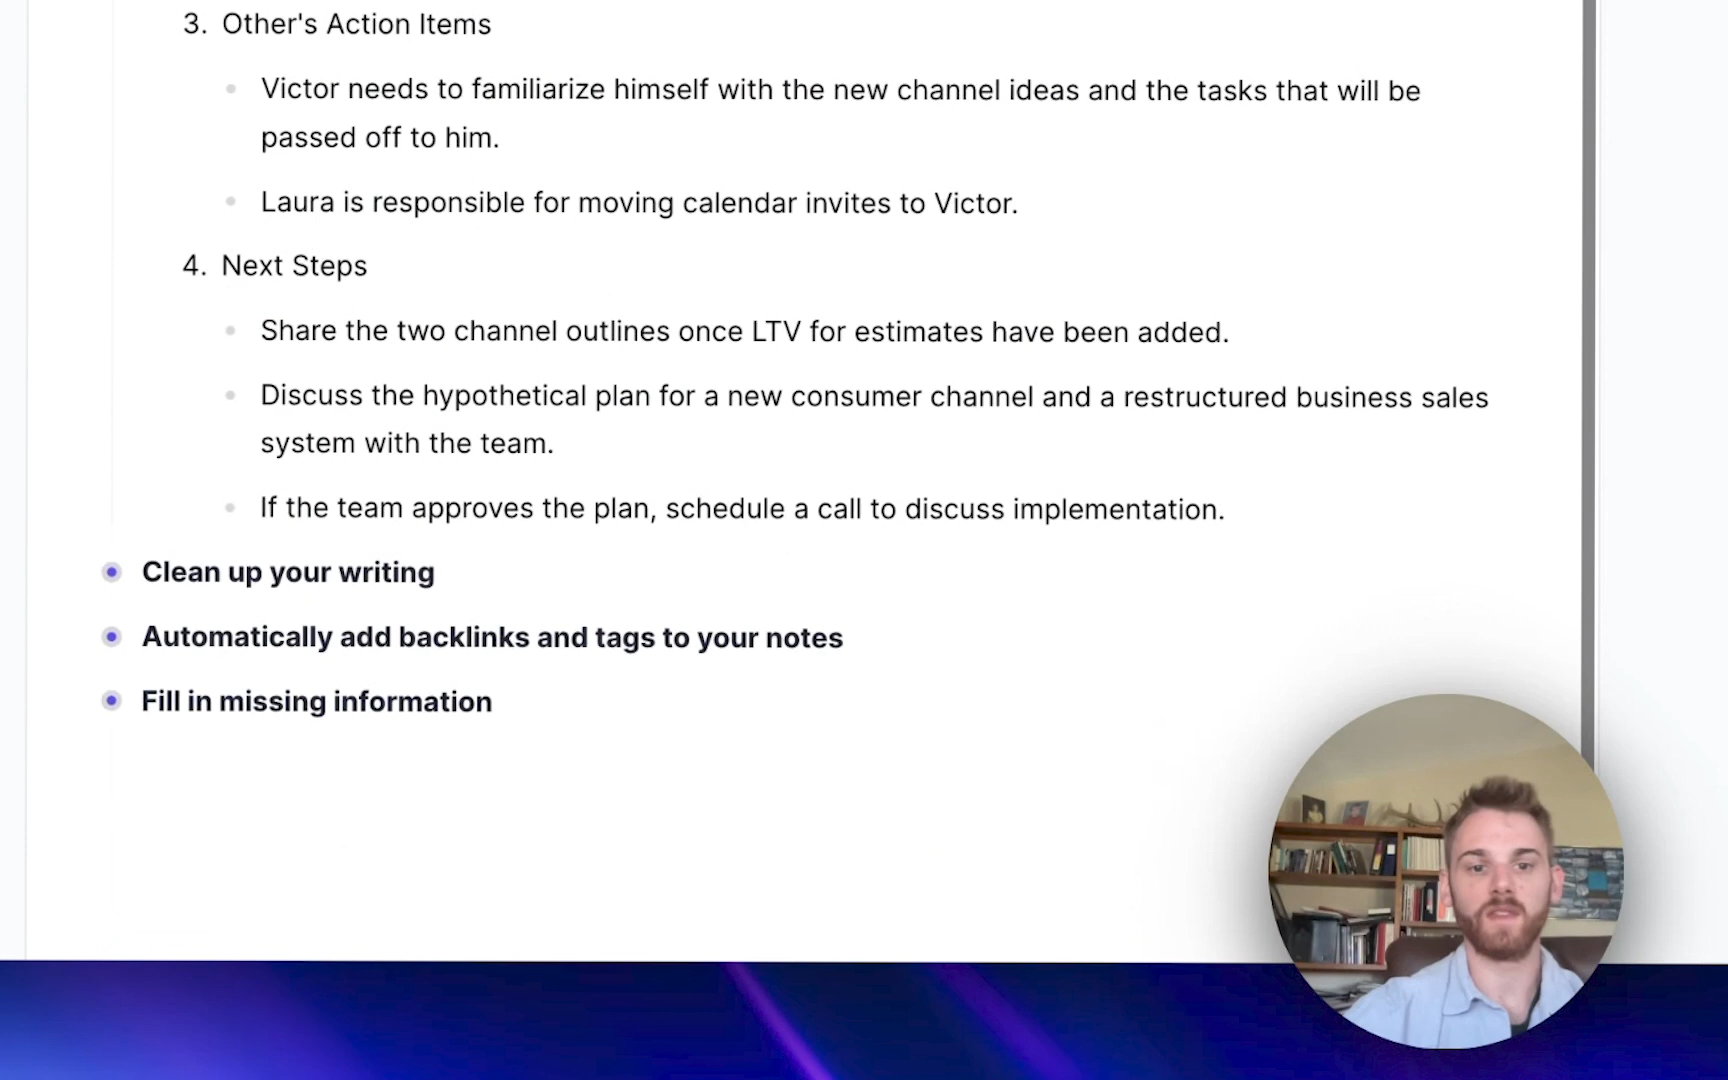 3. Other's Action Items
Victor needs to familiarize himself with the new channel ideas and the tasks that will be
passed off to him.
Laura is responsible for moving calendar invites to Victor.
4. Next Steps
Share the two channel outlines once LTV for estimates have been added.
Discuss the hypothetical plan for a new consumer channel and a restructured business sales
system with the team.
If the team approves the plan, schedule a call to discuss implementation.
Clean up your writing
Automatically add backlinks and tags to your notes
Fill in missing information